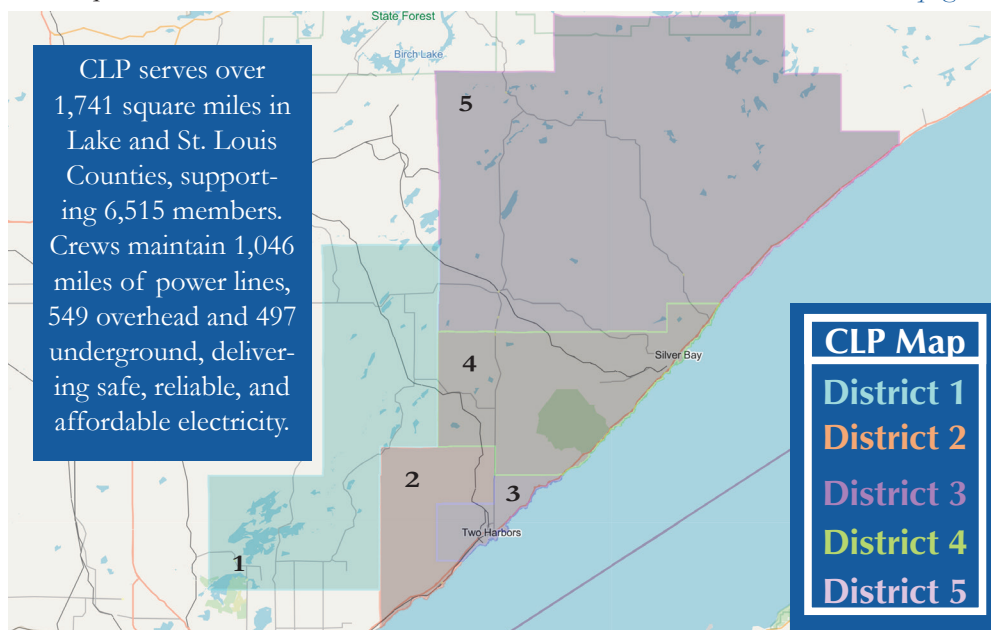 State Forest
Birch Lake
CLP serves over
1,741 square miles in
Lake and St. Louis
Counties, support-
ing 6,515 members.
Crews maintain 1,046
miles of power lines,
549 overhead and 497
underground, deliver-
ing safe, reliable, and
affordable electricity.
5
4
Silver Bay
2
3
Two Harbors
1
CLP Map
District 1
District 2
District 3
District 4
District 5